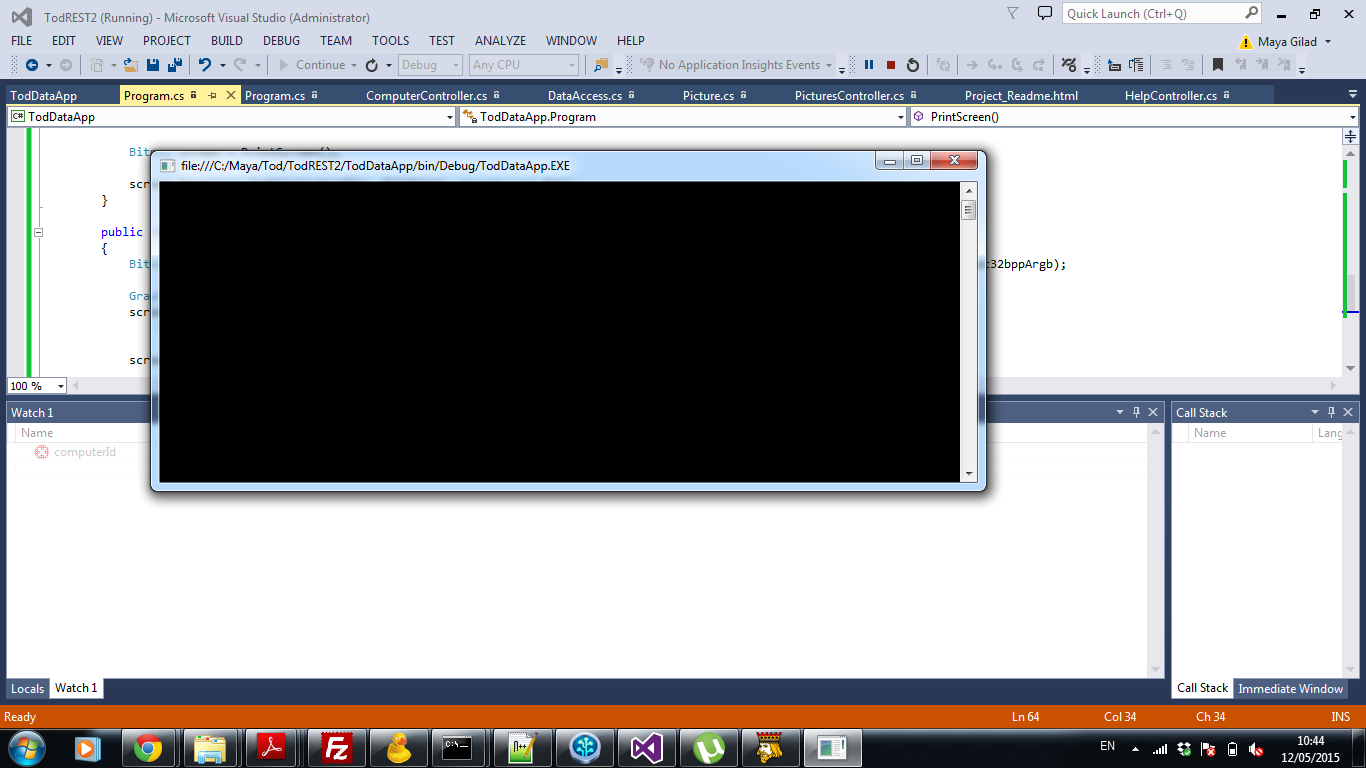 TodREST2 (Running) - Microsoft Visual Studio (Administrator)
Quick Launch (Ctrl+Q)
FILE EDIT VIEW PROJECT BUILD DEBUG TEAM TOOLS TEST ANALYZE WINDOW HELP
Maya Gilad
Continue Debug Any CPU No Application Insights Events
TodDataApp Program.cs Program.cs ComputerController.cs DataAccess.cs Picture.cs PicturesController.cs Project_Readme.html HelpController.cs
C# TodDataApp TodDataApp.Program PrintScreen()
file:///C:/Maya/Tod/TodREST2/TodDataApp/bin/Debug/TodDataApp.EXE
scr
}
public
{
Bit 32bppArgb);
Gra
scr
scr
100 %
Watch 1 Call Stack
Name Name Lang
computerId
Locals Watch 1 Call Stack Immediate Window
Ready Ln 64 Col 34 Ch 34 INS
EN 10:44
12/05/2015